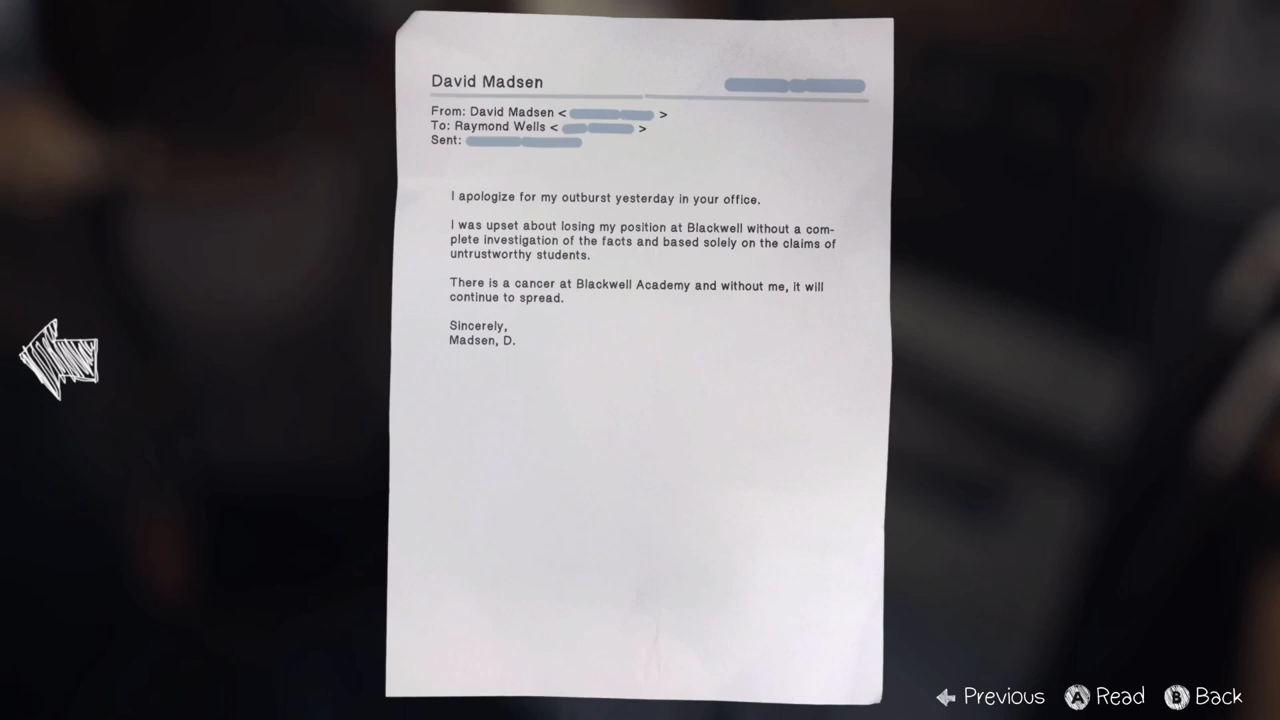 David Madsen
From: David Madsen < >
To: Raymond Wells < >
Sent:
I apologize for my outburst yesterday in your office.
I was upset about losing my position at Blackwell without a com-
plete investigation of the facts and based solely on the claims of
untrustworthy students.
There is a cancer at Blackwell Academy and without me, it will
continue to spread.
Sincerely,
Madsen, D.
Previous A Read B Back